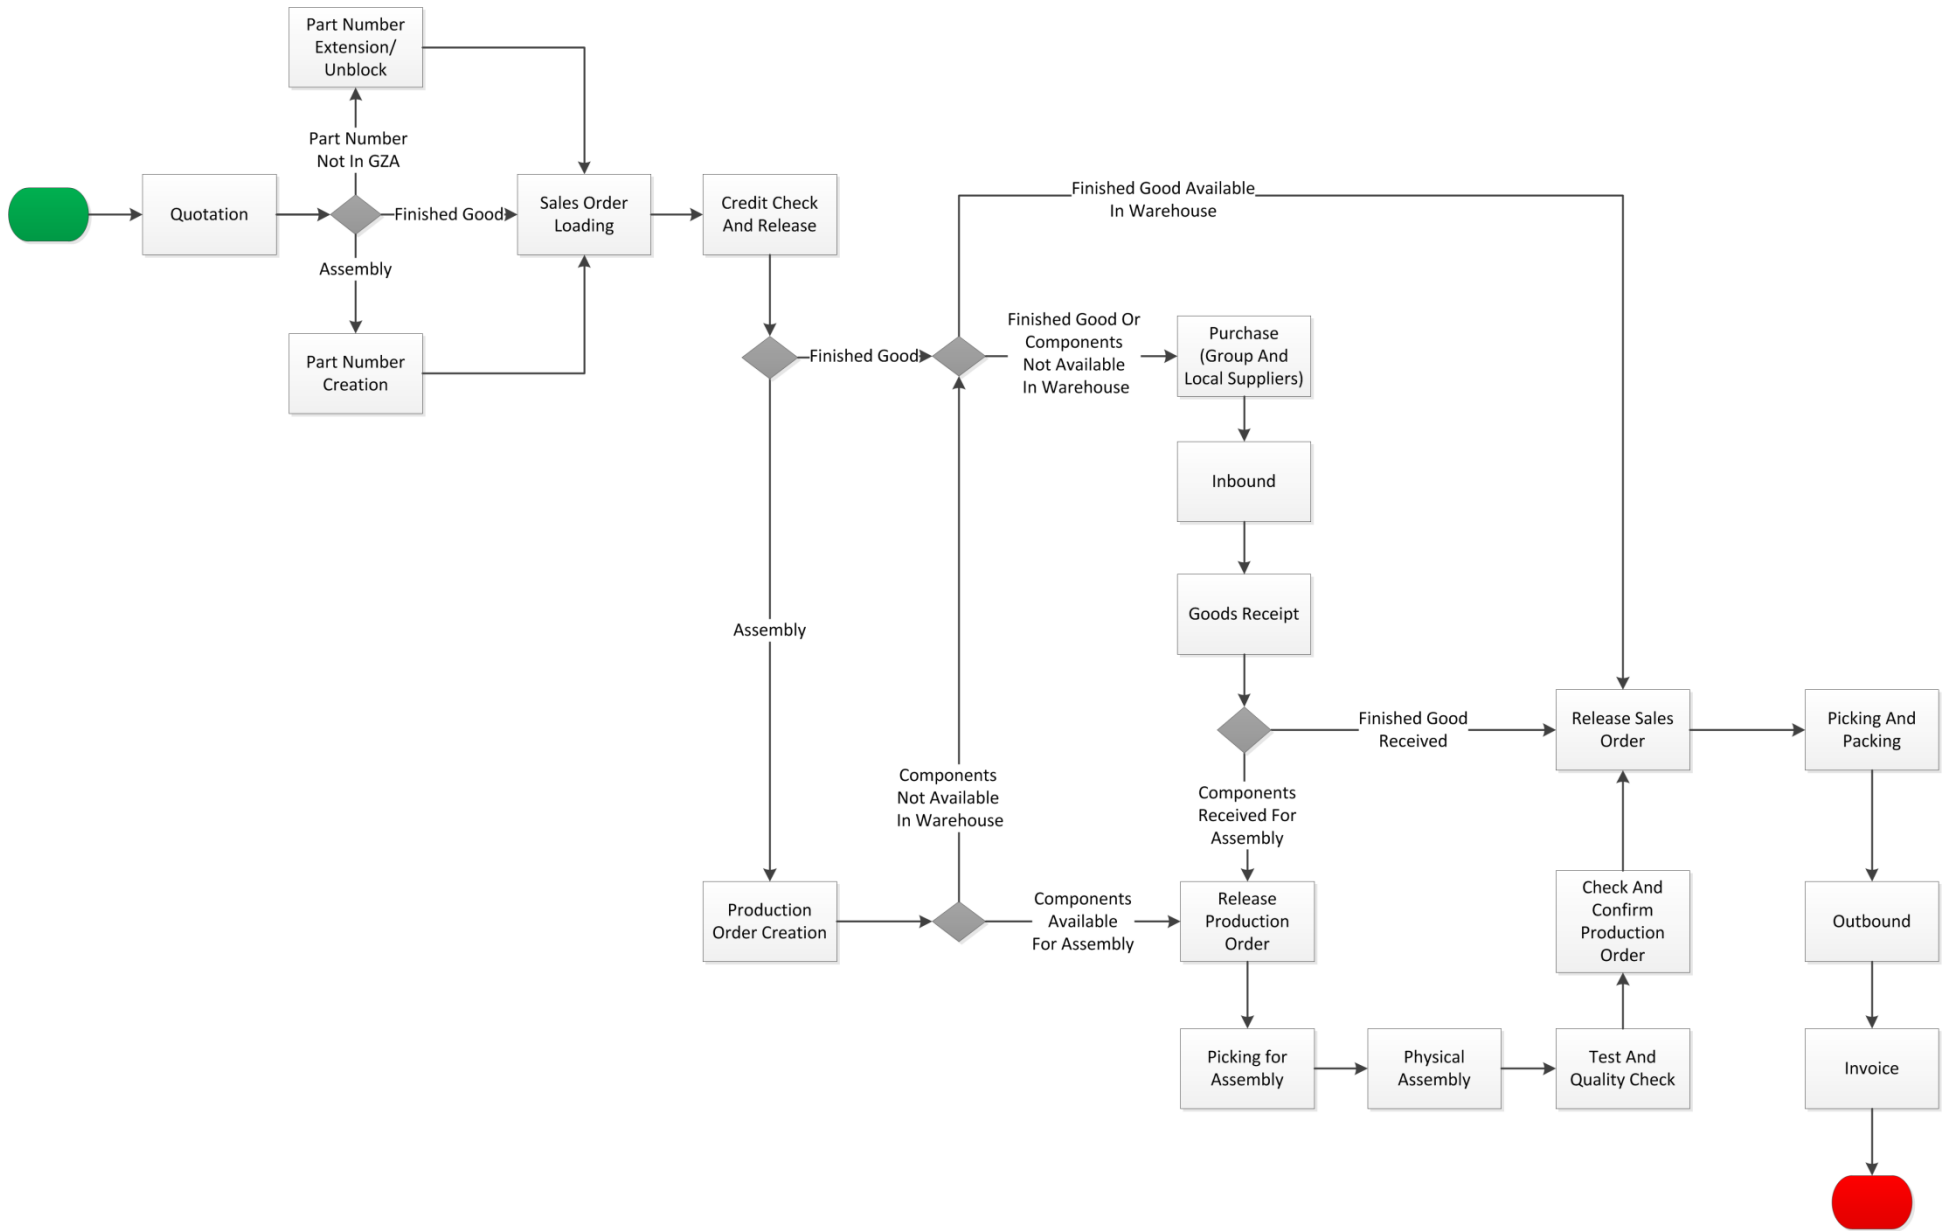 Part Number
Extension/
Unblock
Part Number
Not In GZA
Quotation
Finished Good
Sales Order
Loading
Credit Check
And Release
Assembly
Part Number
Creation
Finished Good Available
In Warehouse
Finished Good
Finished Good Or
Components
Not Available
In Warehouse
Purchase
(Group And
Local Suppliers)
Inbound
Goods Receipt
Assembly
Finished Good
Received
Release Sales
Order
Picking And
Packing
Components
Not Available
In Warehouse
Components
Received For
Assembly
Production
Order Creation
Components
Available
For Assembly
Release
Production
Order
Check And
Confirm
Production
Order
Outbound
Picking for
Assembly
Physical
Assembly
Test And
Quality Check
Invoice